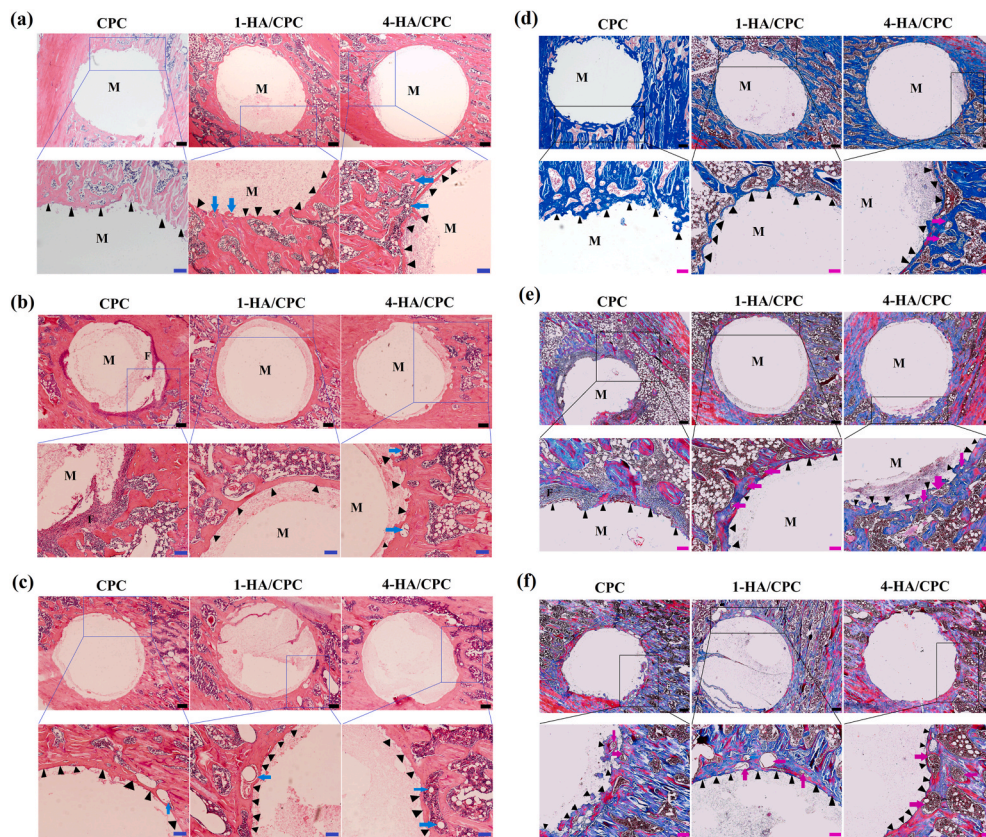 (a)
CPC 1-HA/CPC 4-HA/CPC
M M M
M M M
(b)
CPC 1-HA/CPC 4-HA/CPC
M F M M
M F M M
(c)
CPC 1-HA/CPC 4-HA/CPC
(d)
CPC 1-HA/CPC 4-HA/CPC
M M M
M M M
(e)
CPC 1-HA/CPC 4-HA/CPC
M M M
F M M M
(f)
CPC 1-HA/CPC 4-HA/CPC